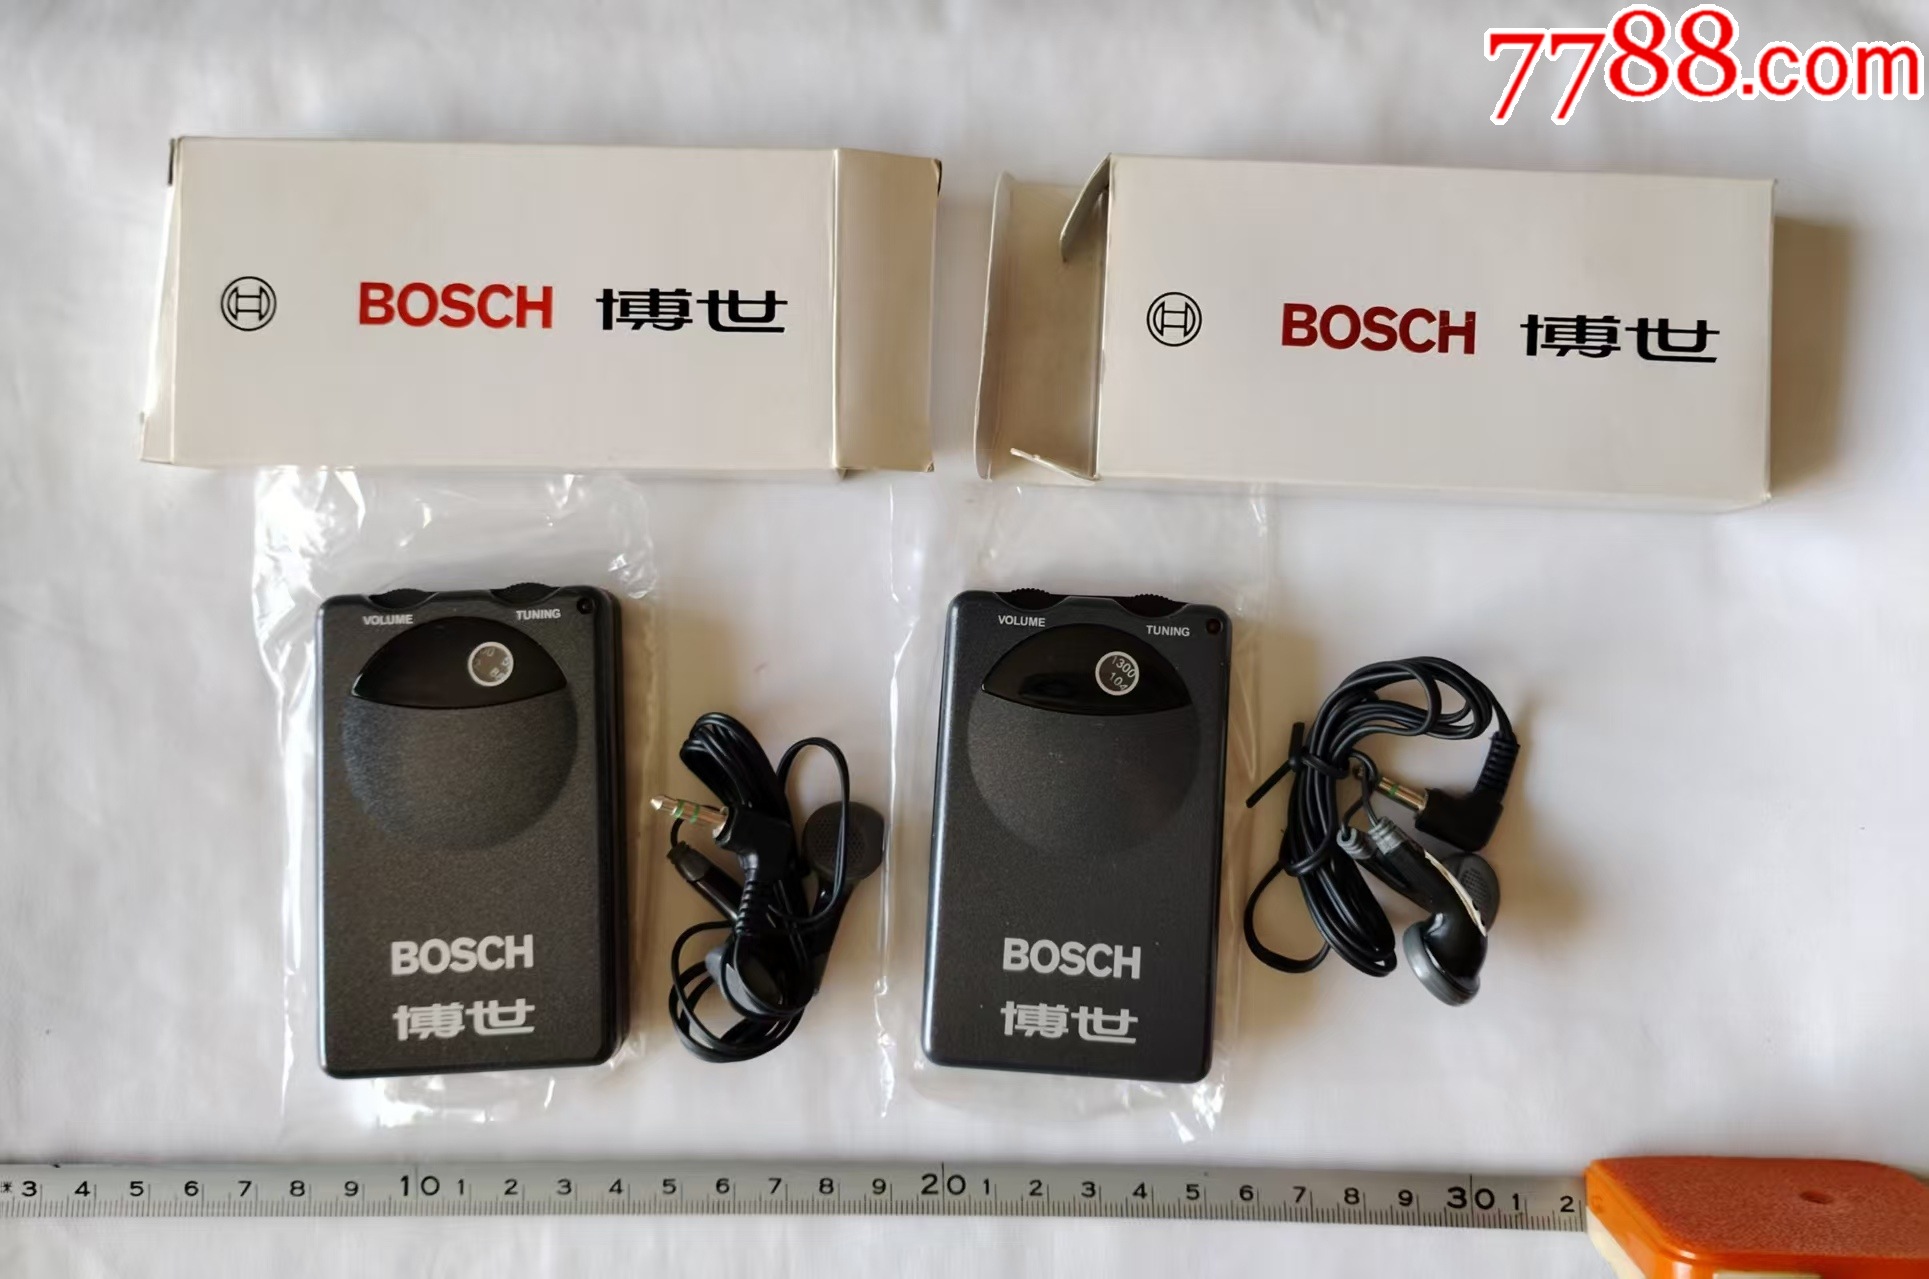 7788.com
BOSCH 博世
BOSCH 博世
VOLUME
TUNING
BOSCH
博世
VOLUME
TUNING
1300
104
BOSCH
博世
3 4 5 6 7 8 9 10 1 2 3 4 5 6 7 8 9 20 1 2 3 4 5 6 7 8 9 30 1 2